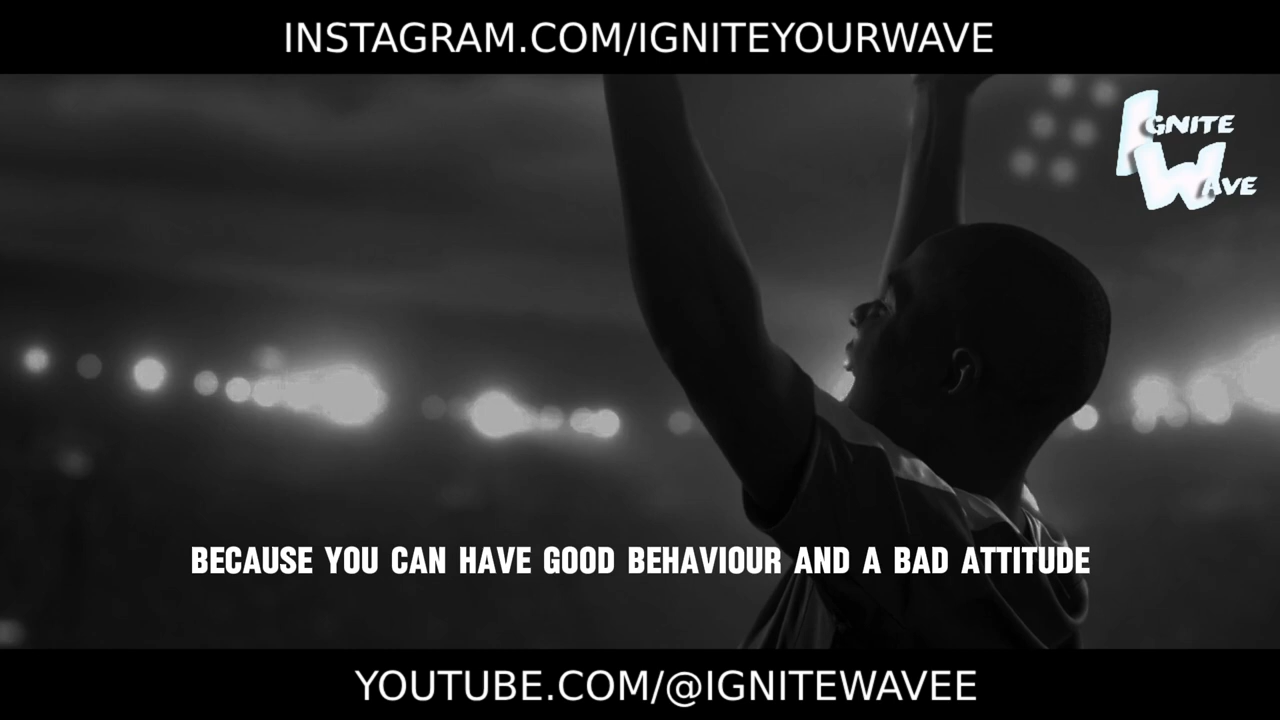 INSTAGRAM.COM/IGNITEYOURWAVE
IGNITE
WAVE
BECAUSE YOU CAN HAVE GOOD BEHAVIOUR AND A BAD ATTITUDE
YOUTUBE.COM/@IGNITEWAVEE